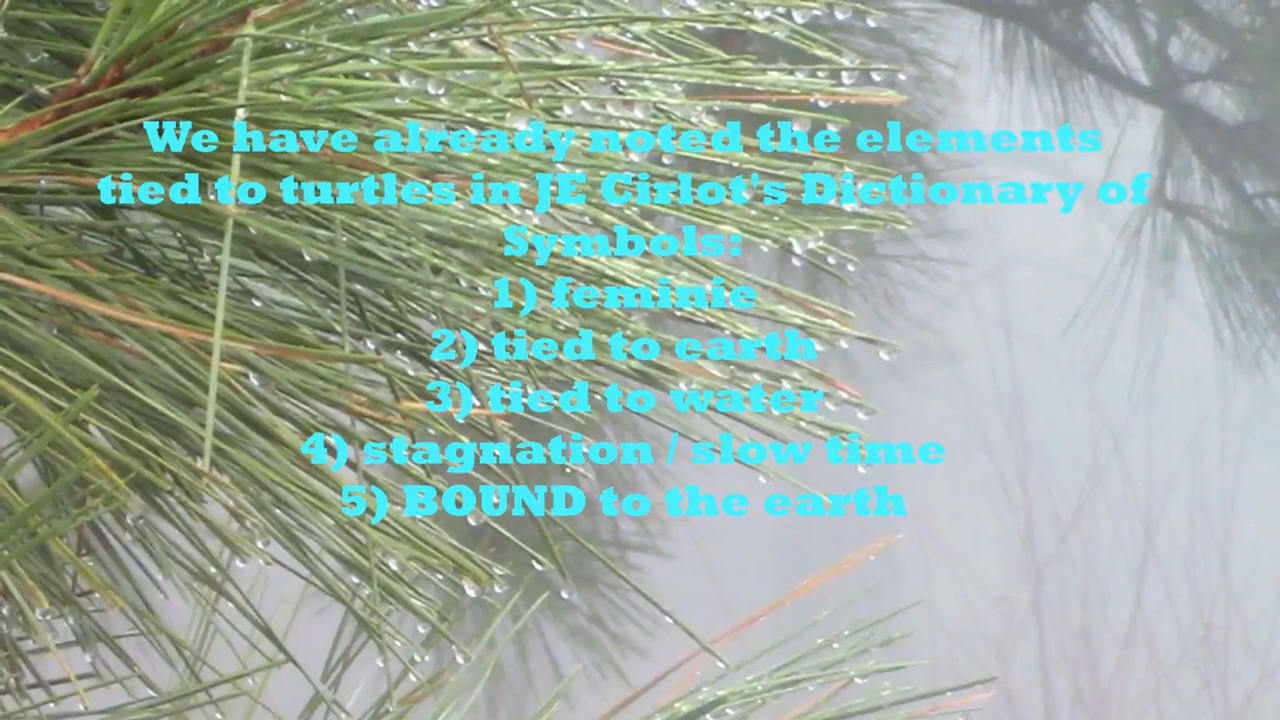 We have already noted the elements
tied to turtles in JE Cirlot's Dictionary of
Symbols:
1) feminie
2) tied to earth
3) tied to water
4) stagnation / slow time
5) BOUND to the earth